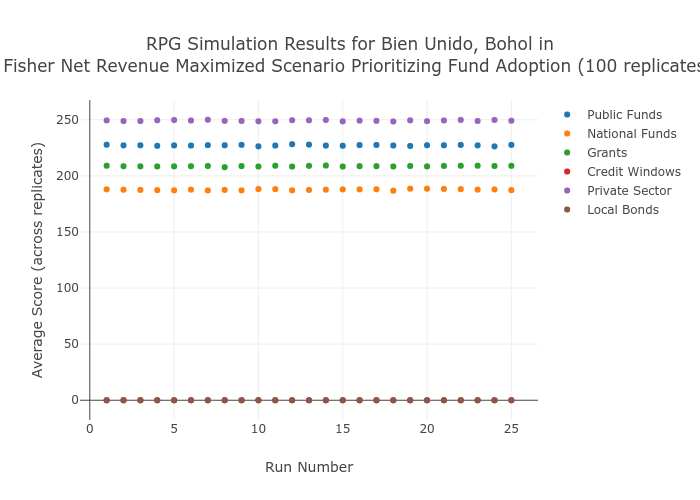 RPG Simulation Results for Bien Unido, Bohol in
Fisher Net Revenue Maximized Scenario Prioritizing Fund Adoption (100 replicates
250
200
150
100
50
0
0
5
10
15
20
25
Average Score (across replicates)
Run Number
Public Funds
National Funds
Grants
Credit Windows
Private Sector
Local Bonds